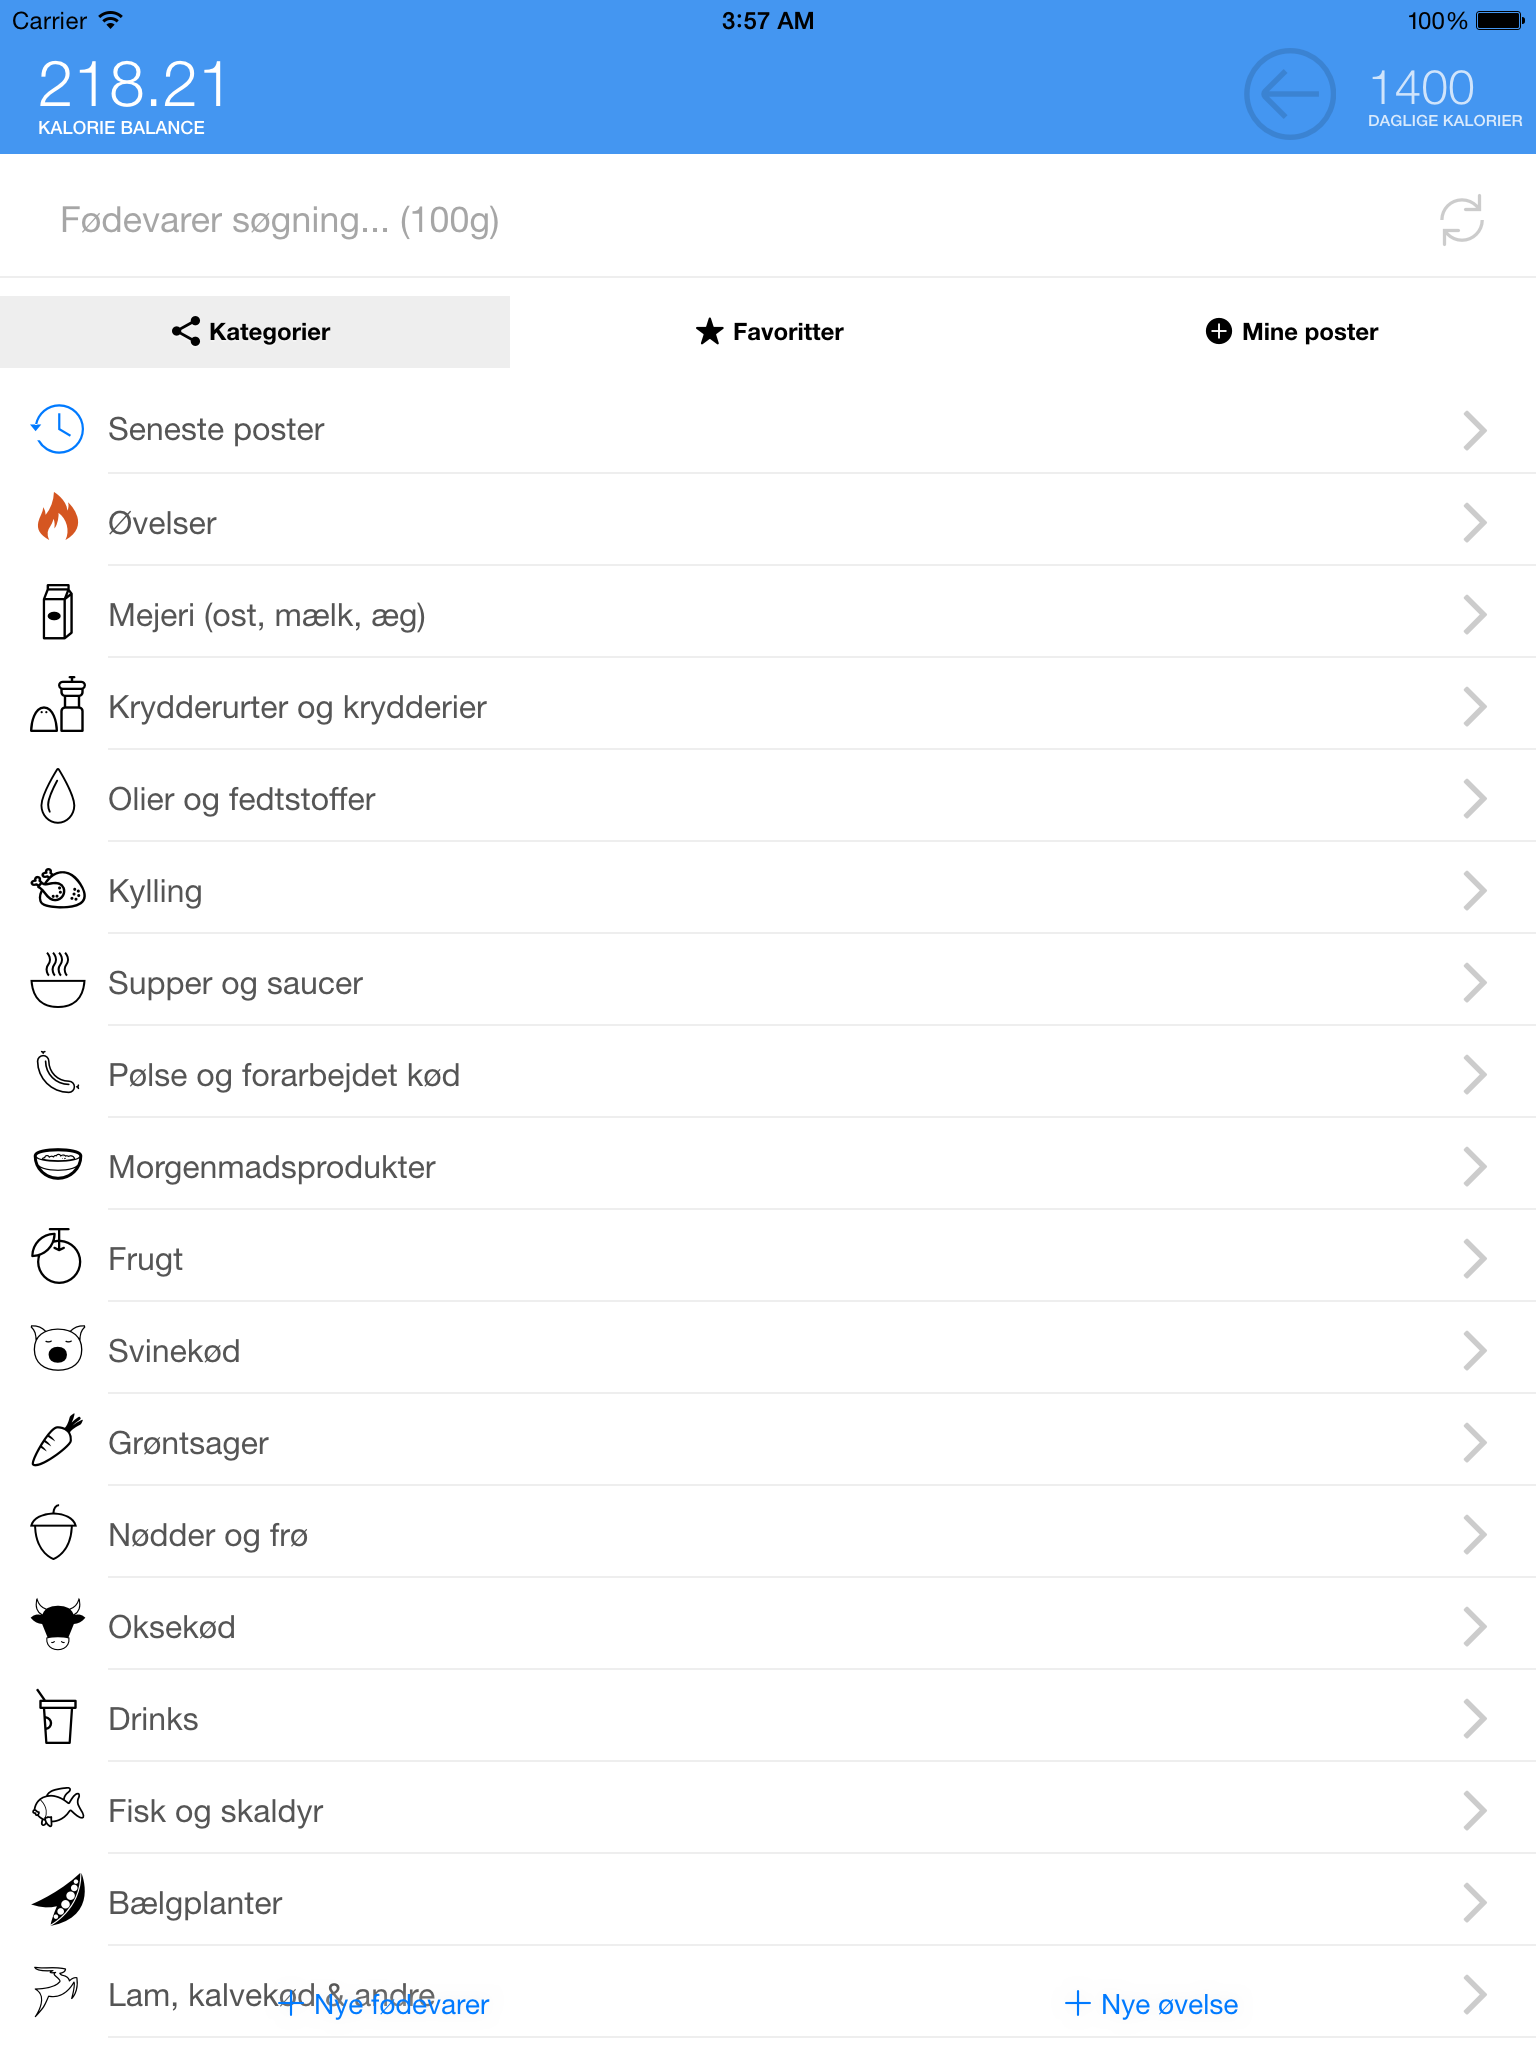 Carrier 3:57 AM 100%
218.21
KALORIE BALANCE
1400
DAGLIGE KALORIER
Fødevarer søgning... (100g)
Kategorier Favoritter Mine poster
Seneste poster
Øvelser
Mejeri (ost, mælk, æg)
Krydderurter og krydderier
Olier og fedtstoffer
Kylling
Supper og saucer
Pølse og forarbejdet kød
Morgenmadsprodukter
Frugt
Svinekød
Grøntsager
Nødder og frø
Oksekød
Drinks
Fisk og skaldyr
Bælgplanter
Lam, kalvekød & andre
Nye fødevarer Nye øvelse